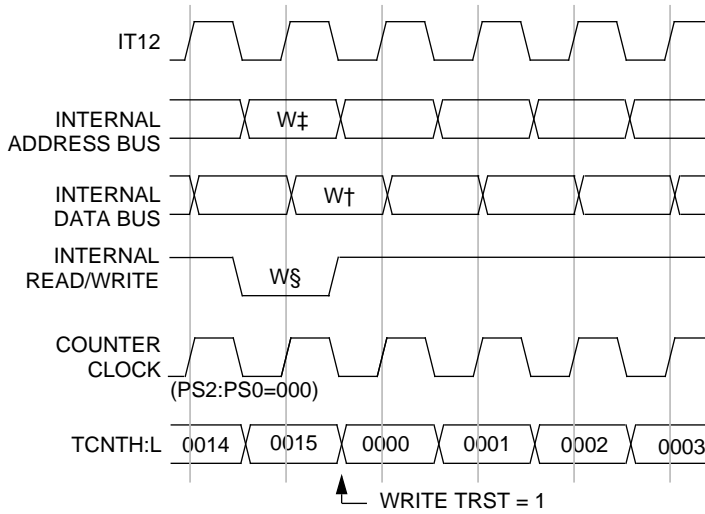 IT12
INTERNAL
ADDRESS BUS
W‡
INTERNAL
DATA BUS
W†
INTERNAL
READ/WRITE
W§
COUNTER
CLOCK
(PS2:PS0=000)
TCNTH:L 0014 0015 0000 0001 0002 0003
WRITE TRST = 1